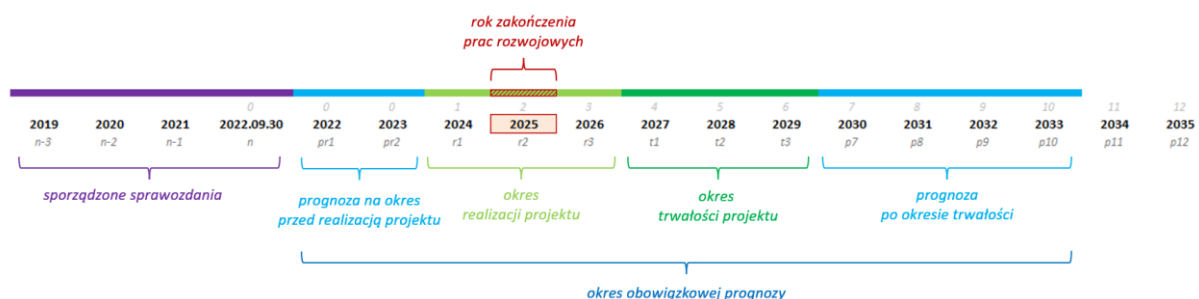 rok zakończenia
prac rozwojowych
0 0 0 1 2 3 4 5 6 7 8 9 10 11 12
2019 2020 2021 2022.09.30 2022 2023 2024 2025 2026 2027 2028 2029 2030 2031 2032 2033 2034 2035
n-3 n-2 n-1 n pr1 pr2 r1 r2 r3 t1 t2 t3 p7 p8 p9 p10 p11 p12
sporządzone sprawozdania
prognoza na okres
przed realizacją projektu
okres
realizacji projektu
okres
trwałości projektu
prognoza
po okresie trwałości
okres obowiązkowej prognozy